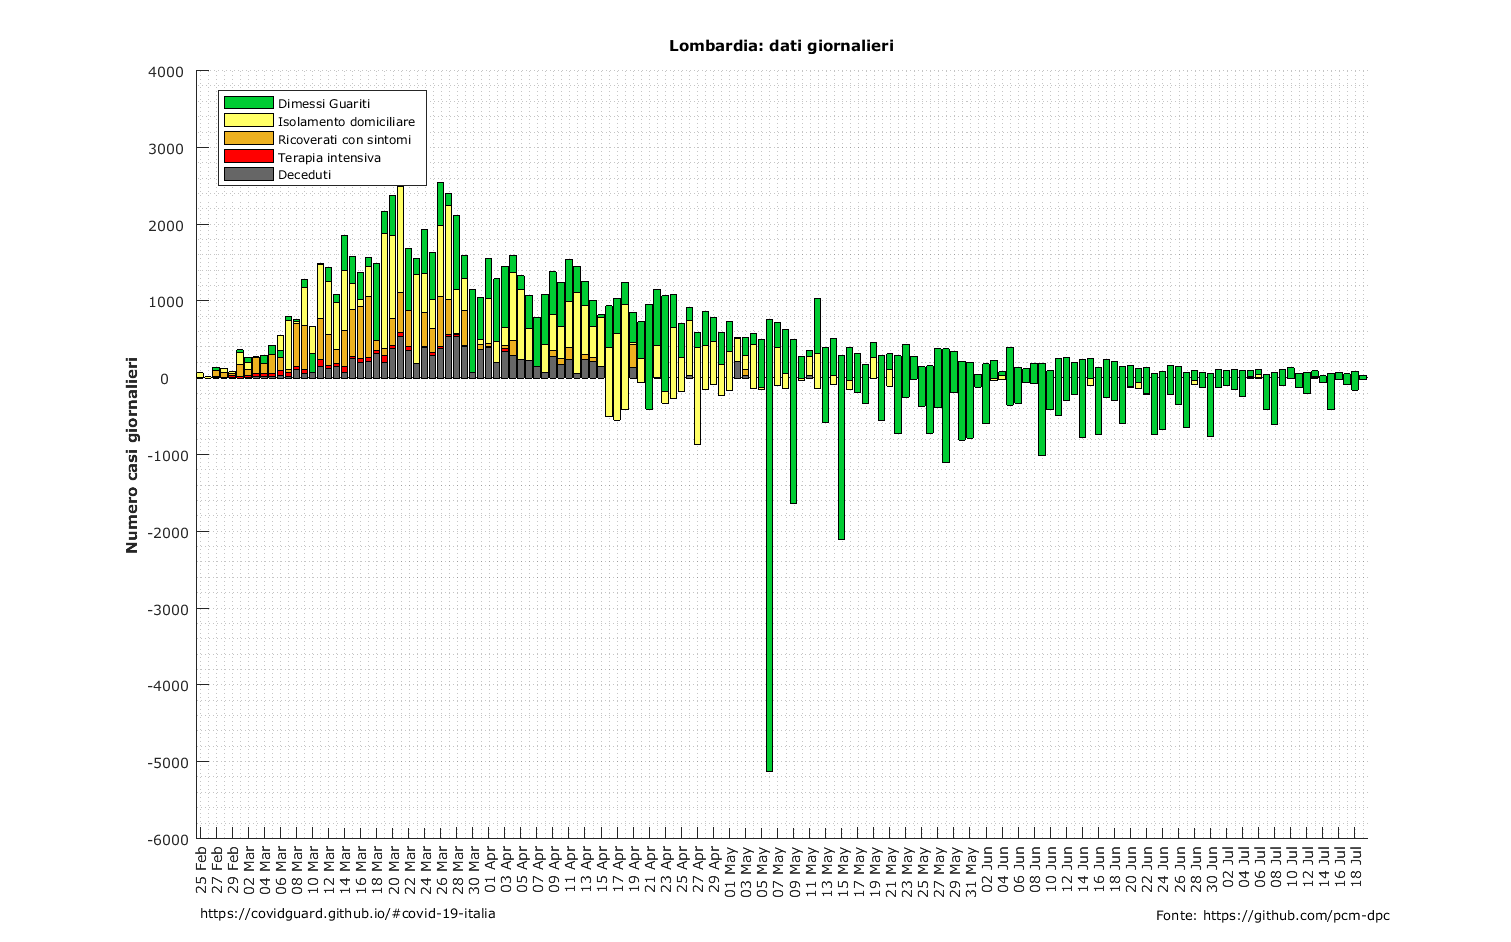 Lombardia: dati giornalieri
4000
3000
2000
1000
0
-1000
-2000
-3000
-4000
-5000
-6000
Numero casi giornalieri
Dimessi Guariti
Isolamento domiciliare
Ricoverati con sintomi
Terapia intensiva
Deceduti
25 Feb
27 Feb
29 Feb
02 Mar
04 Mar
06 Mar
08 Mar
10 Mar
12 Mar
14 Mar
16 Mar
18 Mar
20 Mar
22 Mar
24 Mar
26 Mar
28 Mar
30 Mar
01 Apr
03 Apr
05 Apr
07 Apr
09 Apr
11 Apr
13 Apr
15 Apr
17 Apr
19 Apr
21 Apr
23 Apr
25 Apr
27 Apr
29 Apr
01 May
03 May
05 May
07 May
09 May
11 May
13 May
15 May
17 May
19 May
21 May
23 May
25 May
27 May
29 May
31 May
02 Jun
04 Jun
06 Jun
08 Jun
10 Jun
12 Jun
14 Jun
16 Jun
18 Jun
20 Jun
22 Jun
24 Jun
26 Jun
28 Jun
30 Jun
02 Jul
04 Jul
06 Jul
08 Jul
10 Jul
12 Jul
14 Jul
16 Jul
18 Jul
https://covidguard.github.io/#covid-19-italia
Fonte: https://github.com/pcm-dpc